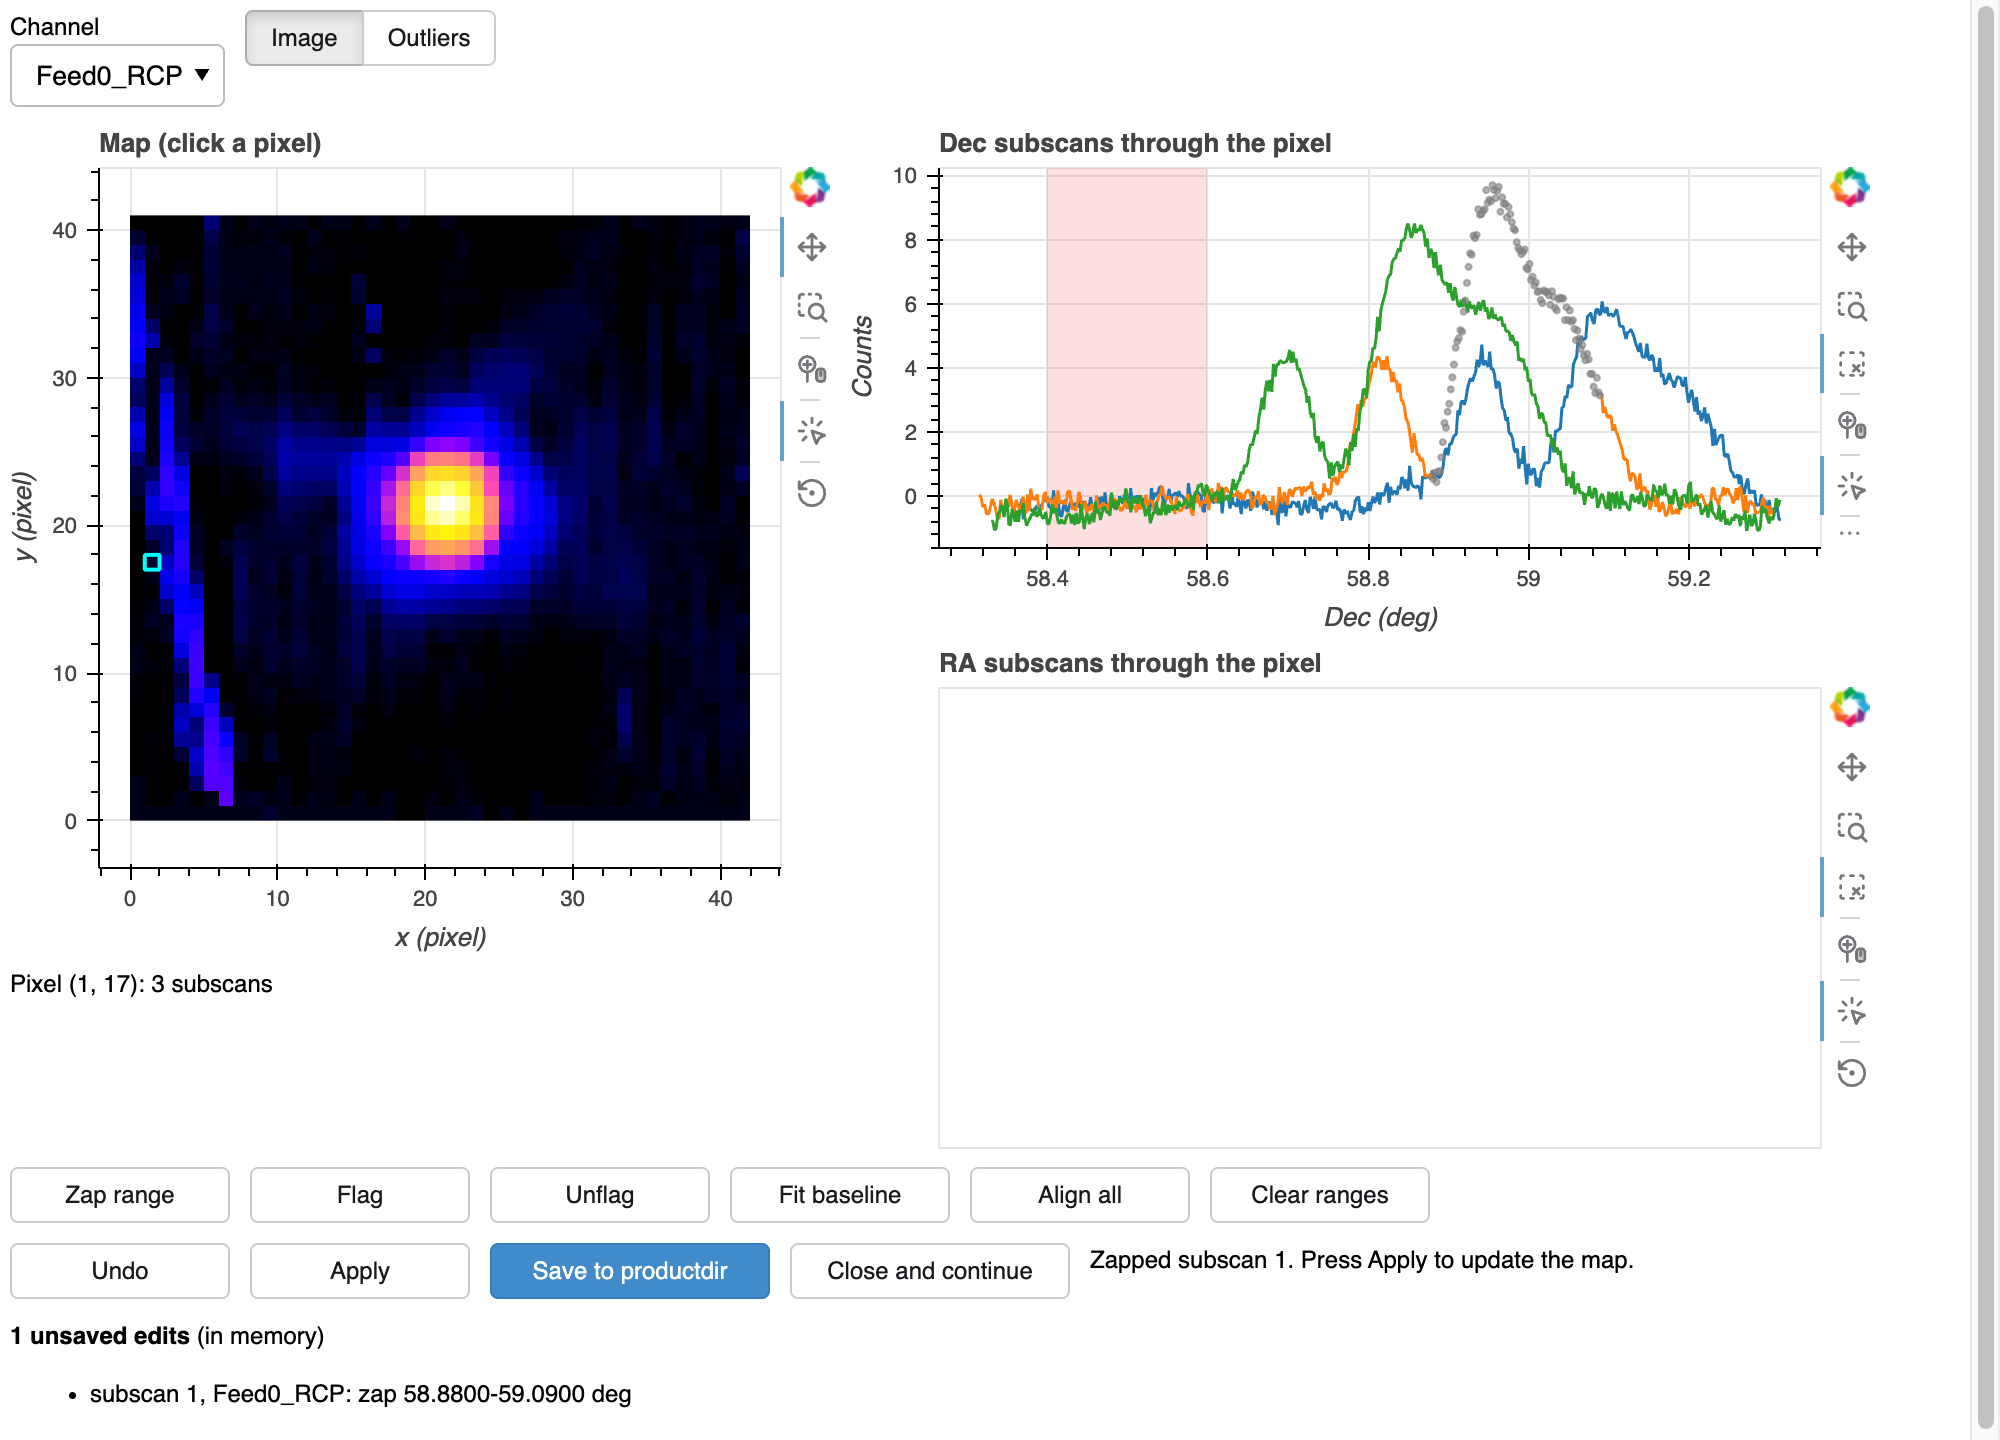 Channel
Feed0_RCP ▼
Image
Outliers
Map (click a pixel)
40
30
20
10
0
y (pixel)
0
10
20
30
40
x (pixel)
Pixel (1, 17): 3 subscans
Dec subscans through the pixel
10
8
6
4
2
0
Counts
58.4
58.6
58.8
59
59.2
Dec (deg)
RA subscans through the pixel
Zap range
Flag
Unflag
Fit baseline
Align all
Clear ranges
Undo
Apply
Save to productdir
Close and continue
Zapped subscan 1. Press Apply to update the map.
1 unsaved edits (in memory)
• subscan 1, Feed0_RCP: zap 58.8800-59.0900 deg